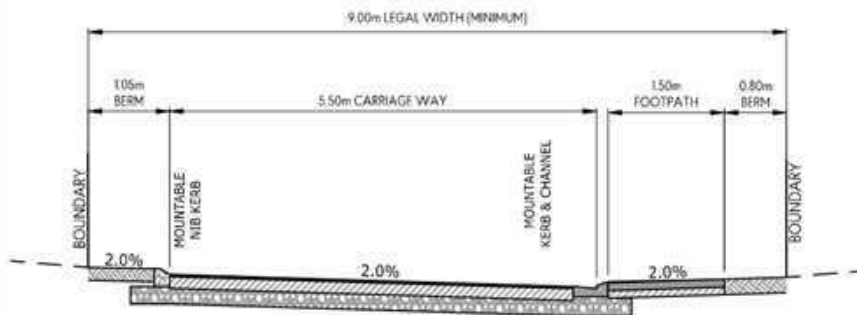 9.00m LEGAL WIDTH (MINIMUM)
1.05m
BERM
5.50m CARRIAGE WAY
1.50m
FOOTPATH
0.80m
BERM
BOUNDARY
MOUNTABLE
NIB KERB
MOUNTABLE
KERB & CHANNEL
BOUNDARY
2.0%
2.0%
2.0%